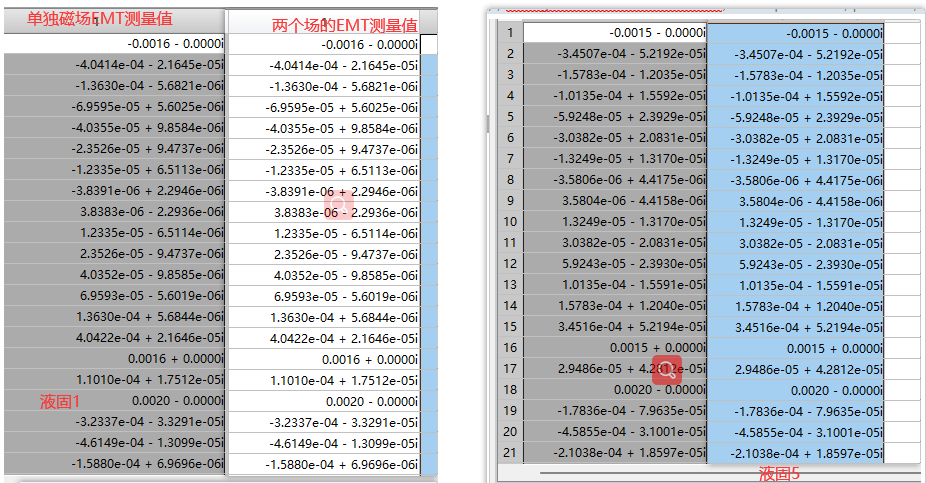 单独磁场EMT测量值
两个场的EMT测量值
-0.0016 - 0.0000i -0.0016 - 0.0000i
-4.0414e-04 - 2.1645e-05i -4.0414e-04 - 2.1645e-05i
-1.3630e-04 - 5.6821e-06i -1.3630e-04 - 5.6821e-06i
-6.9595e-05 + 5.6025e-06i -6.9595e-05 + 5.6025e-06i
-4.0355e-05 + 9.8584e-06i -4.0355e-05 + 9.8584e-06i
-2.3526e-05 + 9.4737e-06i -2.3526e-05 + 9.4737e-06i
-1.2335e-05 + 6.5113e-06i -1.2335e-05 + 6.5113e-06i
-3.8391e-06 + 2.2946e-06i -3.8391e-06 + 2.2946e-06i
3.8383e-06 - 2.2936e-06i 3.8383e-06 - 2.2936e-06i
1.2335e-05 - 6.5114e-06i 1.2335e-05 - 6.5114e-06i
2.3526e-05 - 9.4737e-06i 2.3526e-05 - 9.4737e-06i
4.0352e-05 - 9.8585e-06i 4.0352e-05 - 9.8585e-06i
6.9593e-05 - 5.6019e-06i 6.9593e-05 - 5.6019e-06i
1.3630e-04 + 5.6844e-06i 1.3630e-04 + 5.6844e-06i
4.0422e-04 + 2.1646e-05i 4.0422e-04 + 2.1646e-05i
0.0016 + 0.0000i 0.0016 + 0.0000i
1.1010e-04 + 1.7512e-05i 1.1010e-04 + 1.7512e-05i
液固1 0.0020 - 0.0000i 0.0020 - 0.0000i
-3.2337e-04 - 3.3291e-05i -3.2337e-04 - 3.3291e-05i
-4.6149e-04 - 1.3099e-05i -4.6149e-04 - 1.3099e-05i
-1.5880e-04 + 6.9696e-06i -1.5880e-04 + 6.9696e-06i
1 -0.0015 - 0.0000i -0.0015 - 0.0000i
2 -3.4507e-04 - 5.2192e-05i -3.4507e-04 - 5.2192e-05i
3 -1.5783e-04 - 1.2035e-05i -1.5783e-04 - 1.2035e-05i
4 -1.0135e-04 + 1.5592e-05i -1.0135e-04 + 1.5592e-05i
5 -5.9248e-05 + 2.3929e-05i -5.9248e-05 + 2.3929e-05i
6 -3.0382e-05 + 2.0831e-05i -3.0382e-05 + 2.0831e-05i
7 -1.3249e-05 + 1.3170e-05i -1.3249e-05 + 1.3170e-05i
8 -3.5806e-06 + 4.4175e-06i -3.5806e-06 + 4.4175e-06i
9 3.5804e-06 - 4.4158e-06i 3.5804e-06 - 4.4158e-06i
10 1.3249e-05 - 1.3170e-05i 1.3249e-05 - 1.3170e-05i
11 3.0382e-05 - 2.0831e-05i 3.0382e-05 - 2.0831e-05i
12 5.9243e-05 - 2.3930e-05i 5.9243e-05 - 2.3930e-05i
13 1.0135e-04 - 1.5591e-05i 1.0135e-04 - 1.5591e-05i
14 1.5783e-04 + 1.2040e-05i 1.5783e-04 + 1.2040e-05i
15 3.4516e-04 + 5.2194e-05i 3.4516e-04 + 5.2194e-05i
16 0.0015 + 0.0000i 0.0015 + 0.0000i
17 2.9486e-05 + 4.2812e-05i 2.9486e-05 + 4.2812e-05i
18 0.0020 - 0.0000i 0.0020 - 0.0000i
19 -1.7836e-04 - 7.9635e-05i -1.7836e-04 - 7.9635e-05i
20 -4.5855e-04 - 3.1001e-05i -4.5855e-04 - 3.1001e-05i
21 -2.1038e-04 + 1.8597e-05i -2.1038e-04 + 1.8597e-05i
液固5